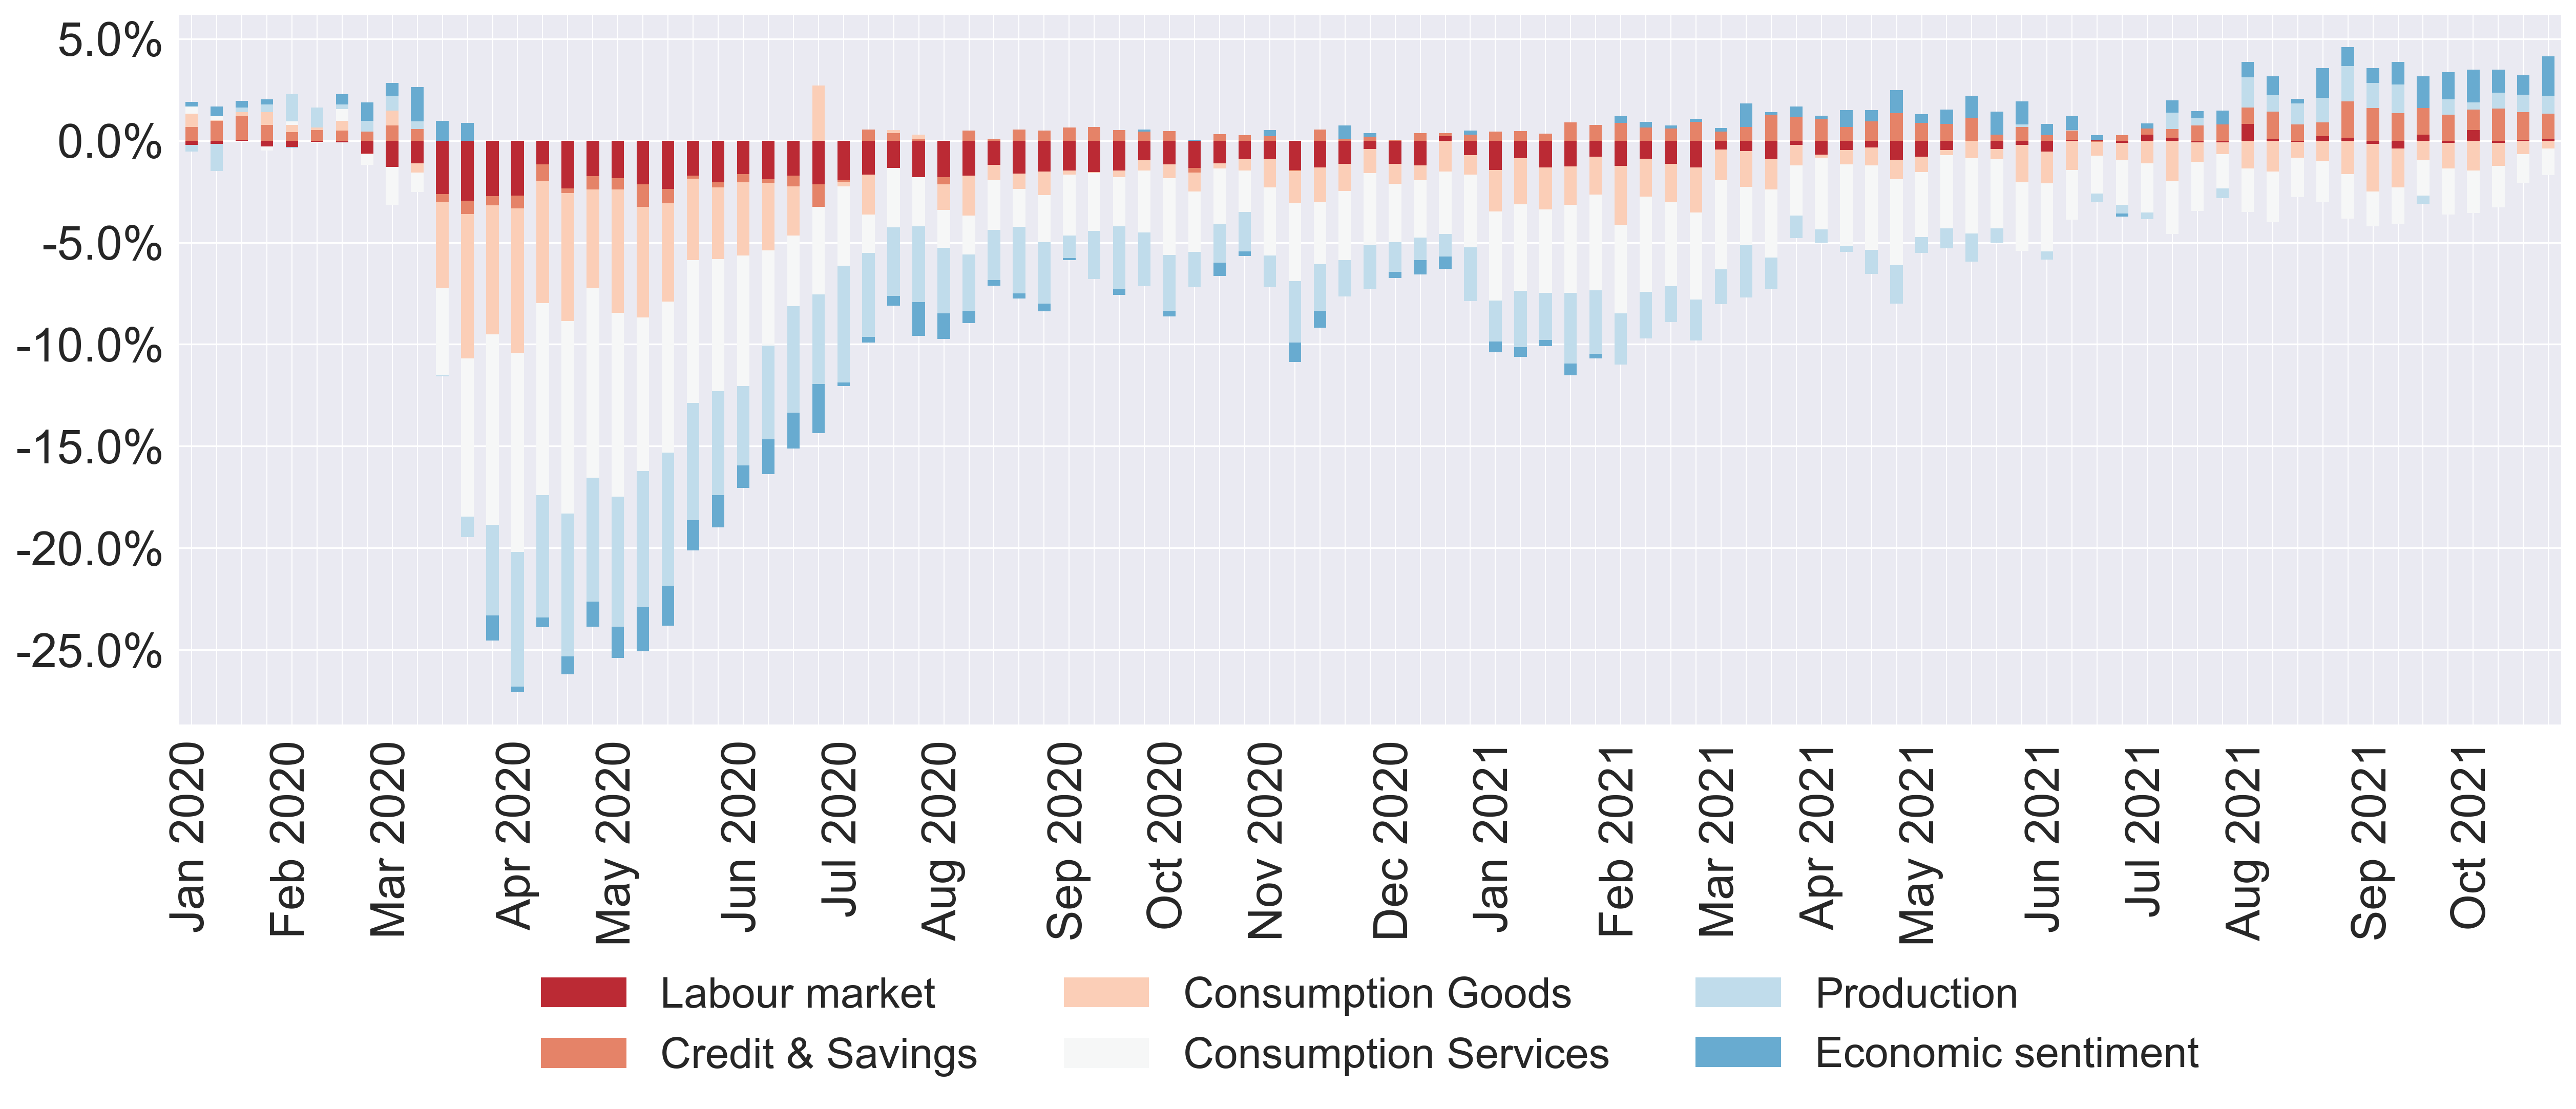 5.0%
0.0%
-5.0%
-10.0%
-15.0%
-20.0%
-25.0%
Jan 2020
Feb 2020
Mar 2020
Apr 2020
May 2020
Jun 2020
Jul 2020
Aug 2020
Sep 2020
Oct 2020
Nov 2020
Dec 2020
Jan 2021
Feb 2021
Mar 2021
Apr 2021
May 2021
Jun 2021
Jul 2021
Aug 2021
Sep 2021
Oct 2021
Labour market
Credit & Savings
Consumption Goods
Consumption Services
Production
Economic sentiment